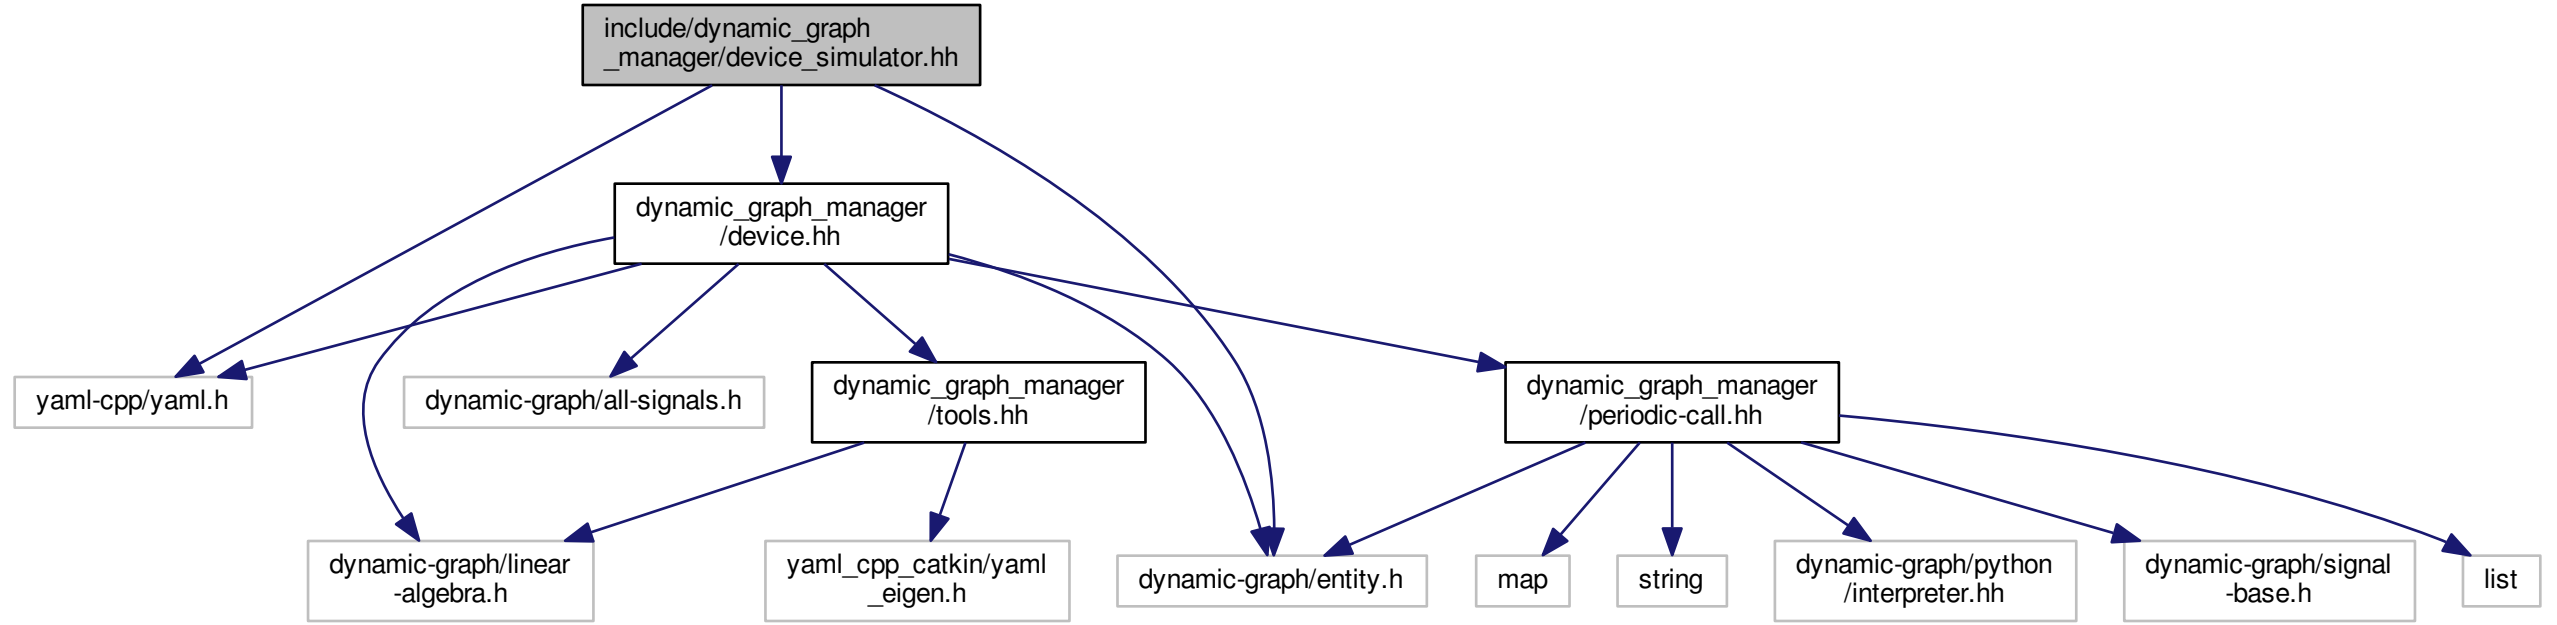 include/dynamic_graph
_manager/device_simulator.hh
dynamic_graph_manager
/device.hh
yaml-cpp/yaml.h
dynamic-graph/all-signals.h
dynamic_graph_manager
/tools.hh
dynamic_graph_manager
/periodic-call.hh
dynamic-graph/linear
-algebra.h
yaml_cpp_catkin/yaml
_eigen.h
dynamic-graph/entity.h
map
string
dynamic-graph/python
/interpreter.hh
dynamic-graph/signal
-base.h
list